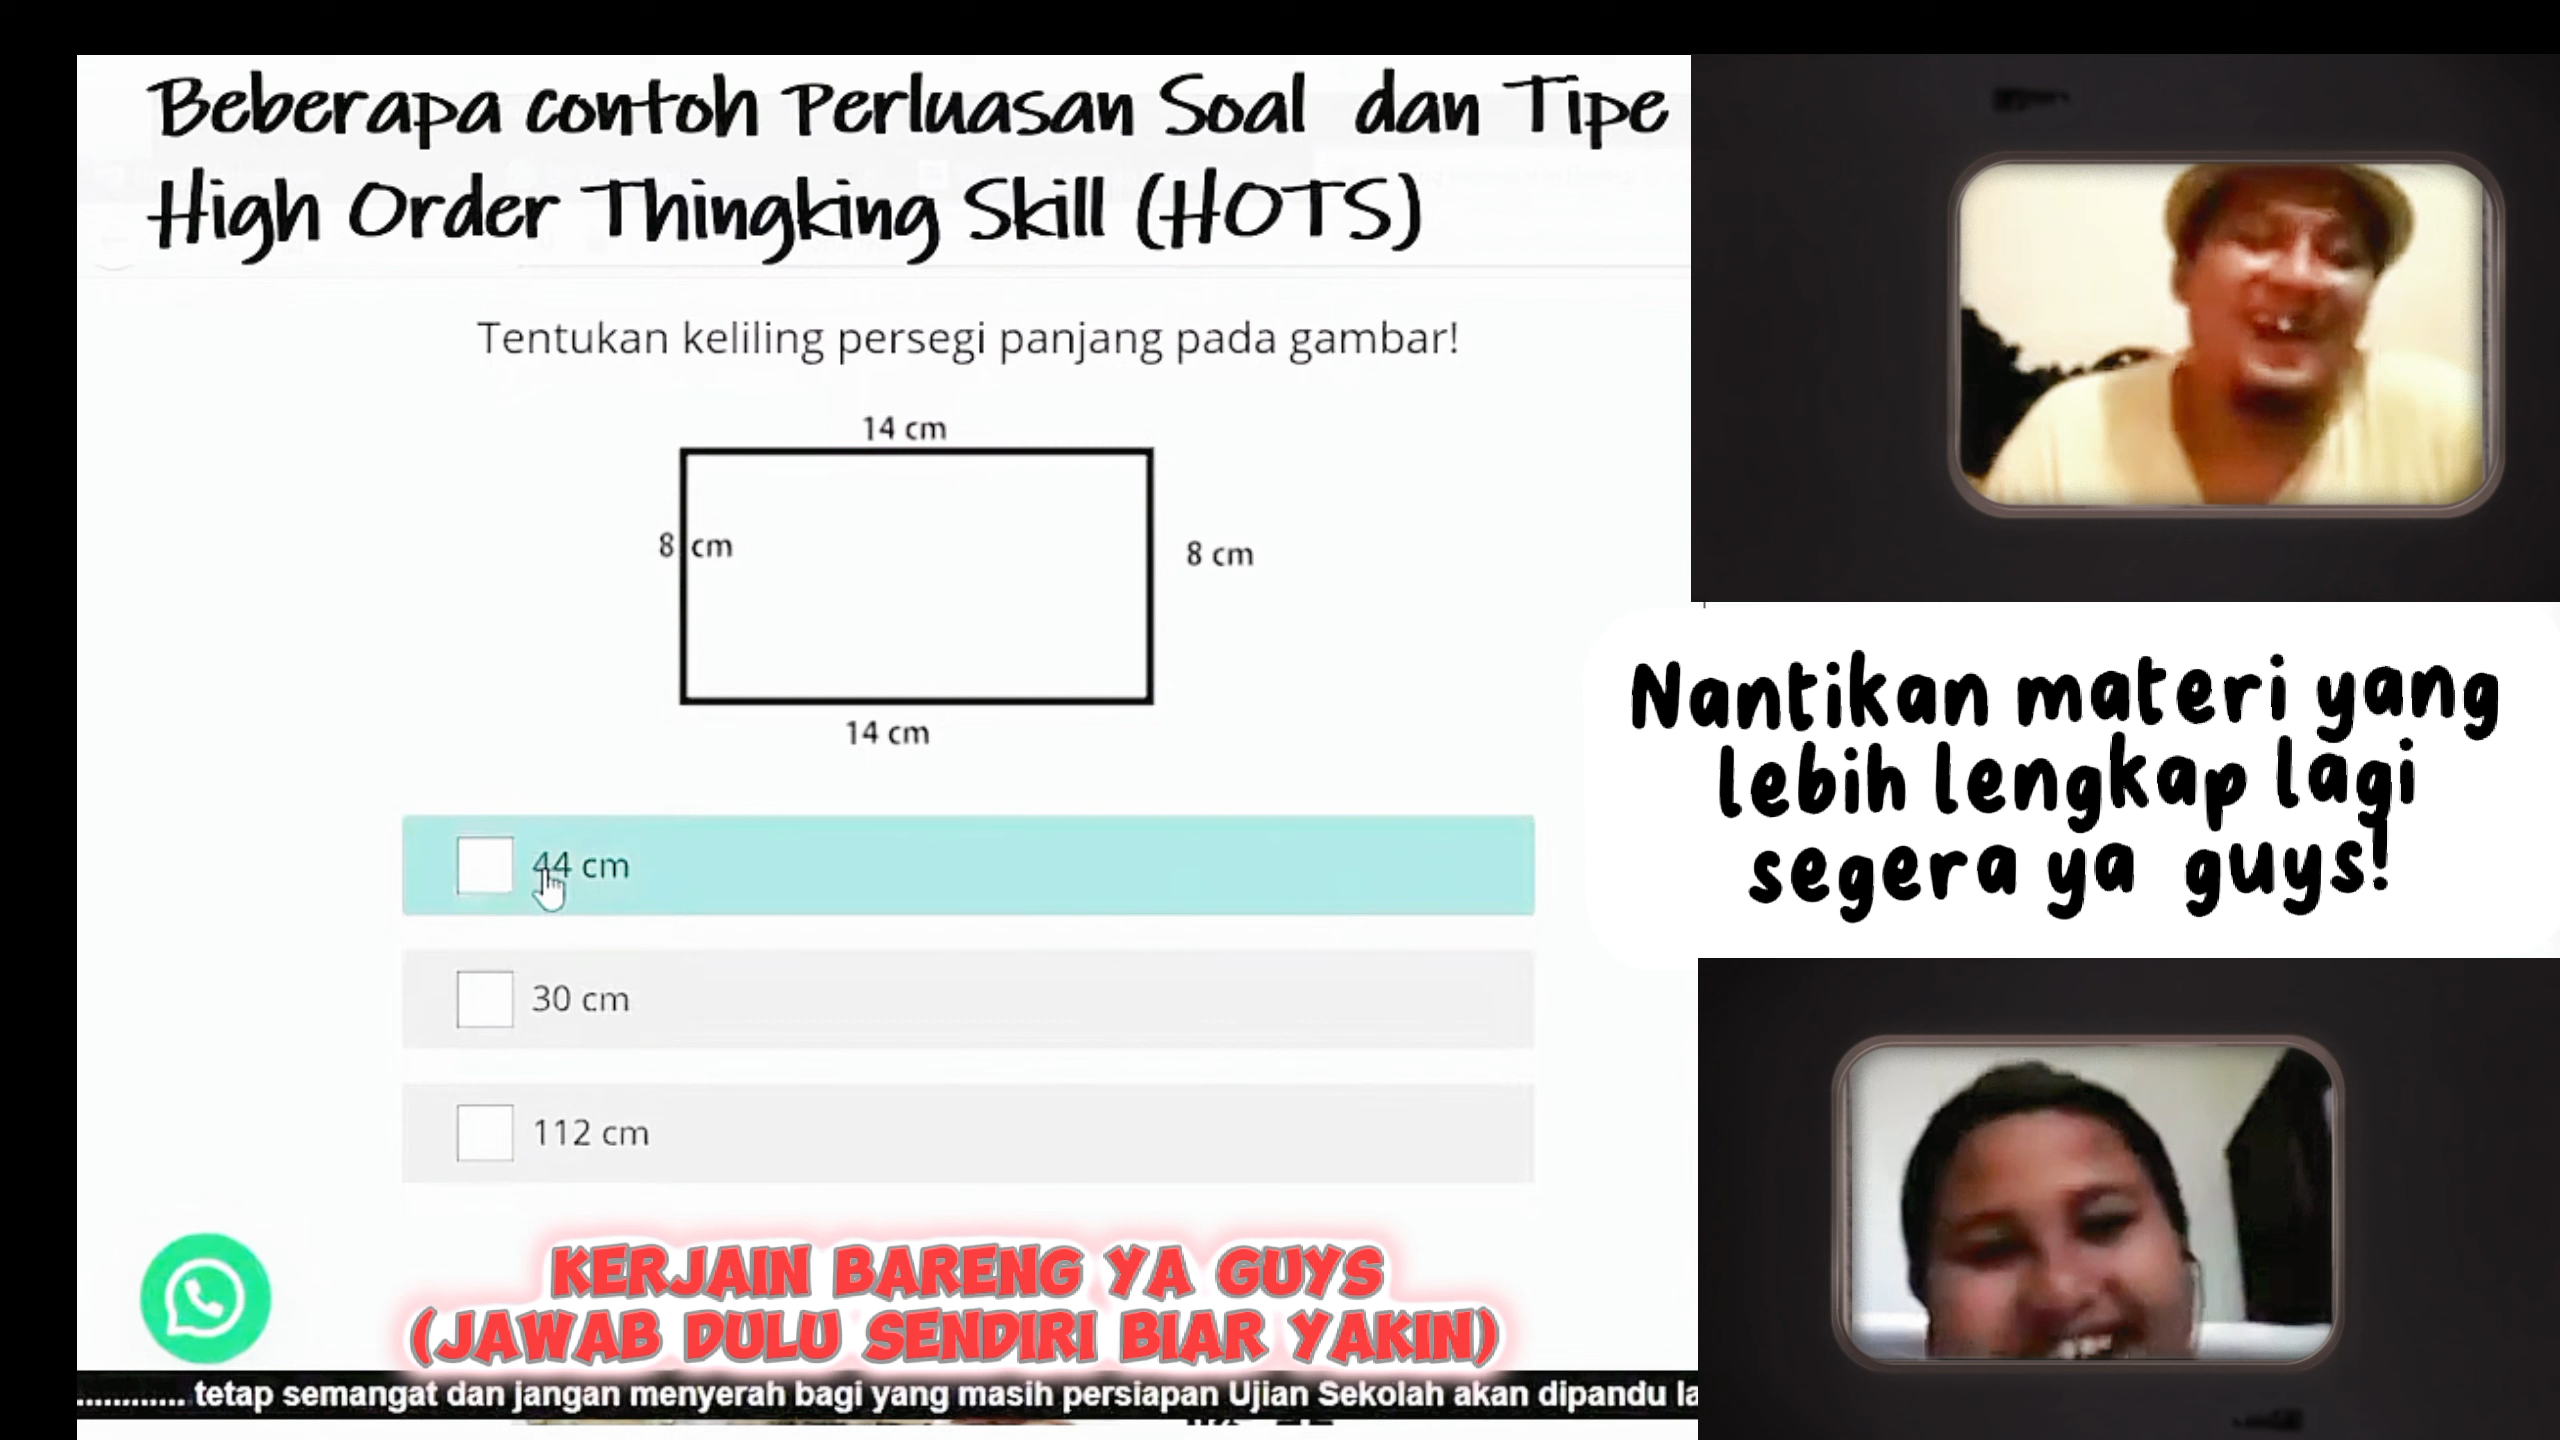 Beberapa contoh Perluasan Soal dan Tipe
High Order Thingking Skill (HOTS)
Tentukan keliling persegi panjang pada gambar!
14 cm
8 cm
8 cm
14 cm
44 cm
30 cm
112 cm
Nantikan materi yang
lebih lengkap lagi
segera ya guys!
KERJAIN BARENG YA GUYS
(JAWAB DULU SENDIRI BIAR YAKIN)
............ tetap semangat dan jangan menyerah bagi yang masih persiapan Ujian Sekolah akan dipandu la